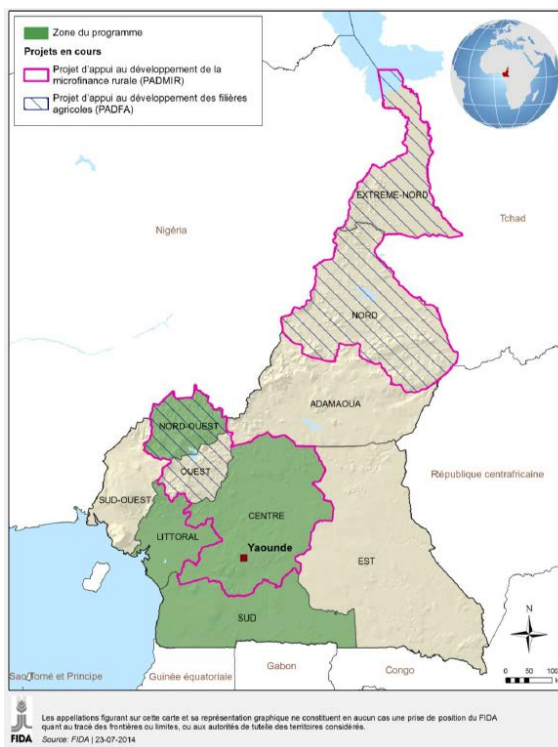 Zone du programme
Projets en cours
Projet d'appui au développement de la
microfinance rurale (PADMIR)
Projet d'appui au développement des filières
agricoles (PADFA)
EXTREME-NORD
Nigéria
Tchad
NORD
ADAMAOUA
NORD-OUEST
OUEST
République centrafricaine
SUD-OUEST
CENTRE
LITTORAL
Yaounde
EST
SUD
N
Sao Tomé et Principe
Guinée équatoriale
Gabon
Congo
0 50 100
Les appellations figurant sur cette carte et sa représentation graphique ne constituent en aucun cas une prise de position du FIDA
quant au tracé des frontières ou limites, ou aux autorités de tutelle des territoires considérés.
FIDA
Source: FIDA | 23-07-2014